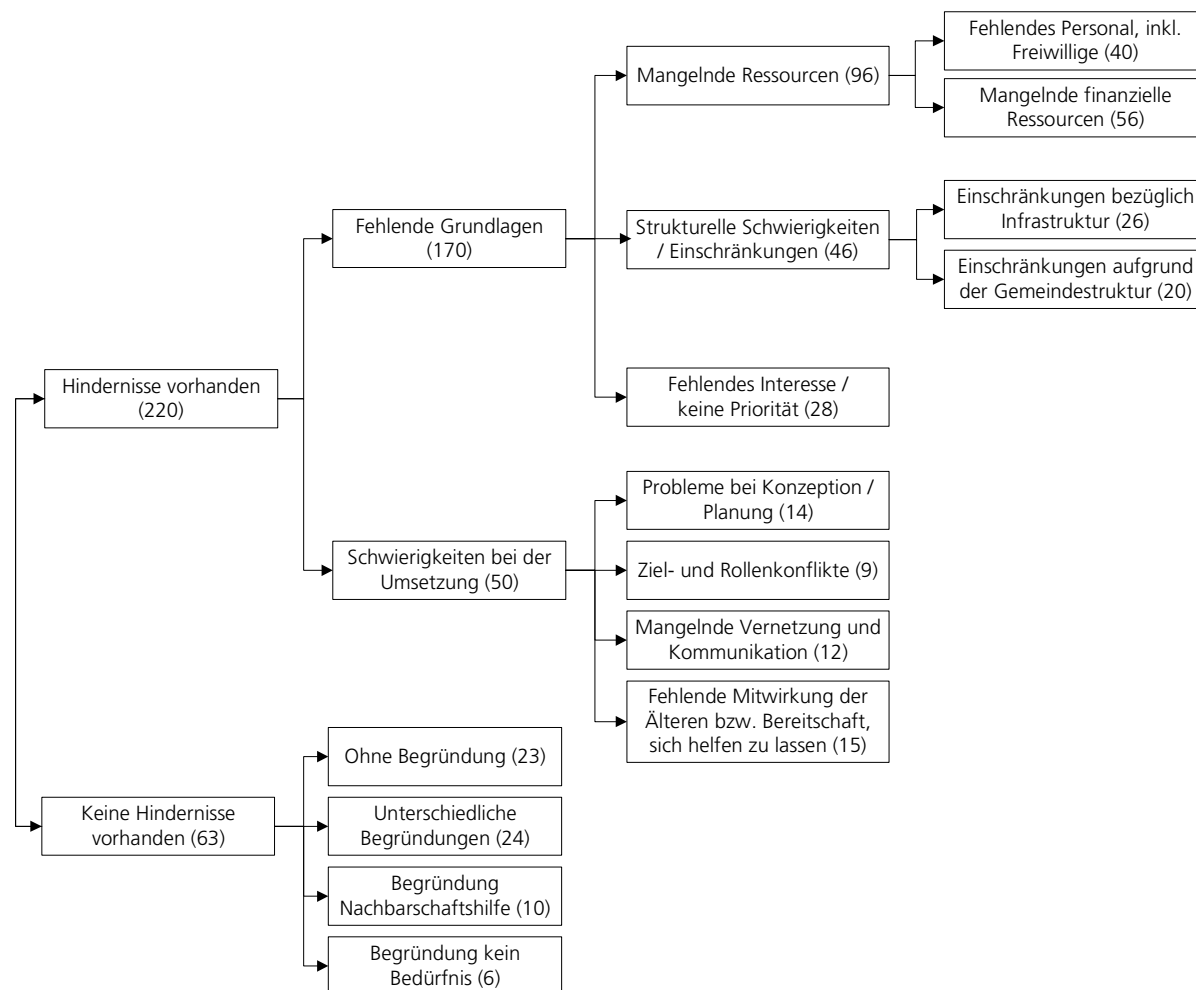 Fehlendes Personal, inkl.
Freiwillige (40)
Mangelnde Ressourcen (96)
Mangelnde finanzielle
Ressourcen (56)
Fehlende Grundlagen
(170)
Strukturelle Schwierigkeiten
/ Einschränkungen (46)
Einschränkungen bezüglich
Infrastruktur (26)
Einschränkungen aufgrund
der Gemeindestruktur (20)
Hindernisse vorhanden
(220)
Fehlendes Interesse /
keine Priorität (28)
Probleme bei Konzeption /
Planung (14)
Schwierigkeiten bei der
Umsetzung (50)
Ziel- und Rollenkonflikte (9)
Mangelnde Vernetzung und
Kommunikation (12)
Fehlende Mitwirkung der
Älteren bzw. Bereitschaft,
sich helfen zu lassen (15)
Ohne Begründung (23)
Keine Hindernisse
vorhanden (63)
Unterschiedliche
Begründungen (24)
Begründung
Nachbarschaftshilfe (10)
Begründung kein
Bedürfnis (6)